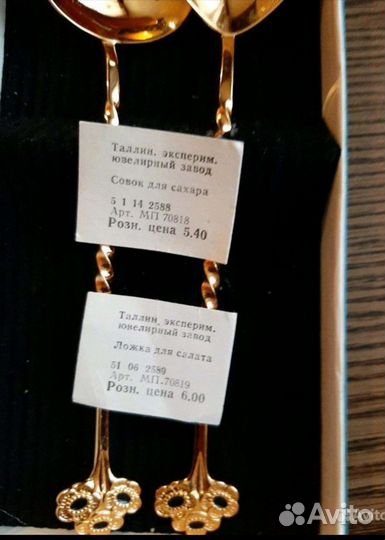 Таллин. эксперим.
ювелирный завод
Совок для сахара
5 1 14 2588
Арт. МП 70818
Розн. цена 5.40
Таллин. эксперим.
ювелирный завод
Ложка для салата
51 06 2589
Арт. МП.70819
Розн. цена 6.00
Avito